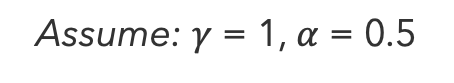 Assume: γ = 1, α = 0.5